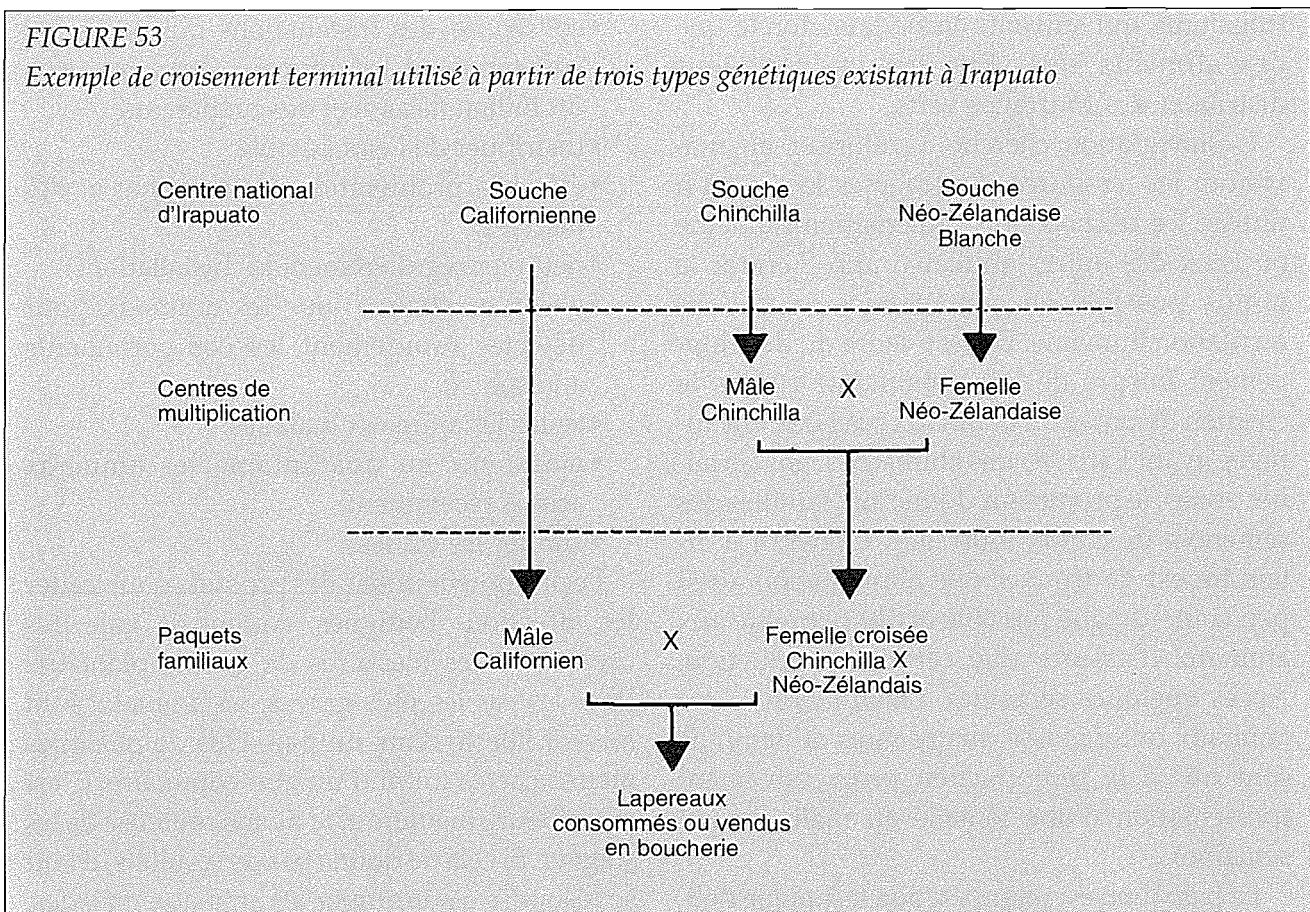 FIGURE 53
Exemple de croisement terminal utilisé à partir de trois types génétiques existant à Irapuato
Centre national
d'Irapuato
Souche
Californienne
Souche
Chinchilla
Souche
Néo-Zélandaise
Blanche
Centres de
multiplication
Mâle
Chinchilla
X
Femelle
Néo-Zélandaise
Paquets
familiaux
Mâle
Californien
X
Femelle croisée
Chinchilla X
Néo-Zélandais
Lapereaux
consommés ou vendus
en boucherie